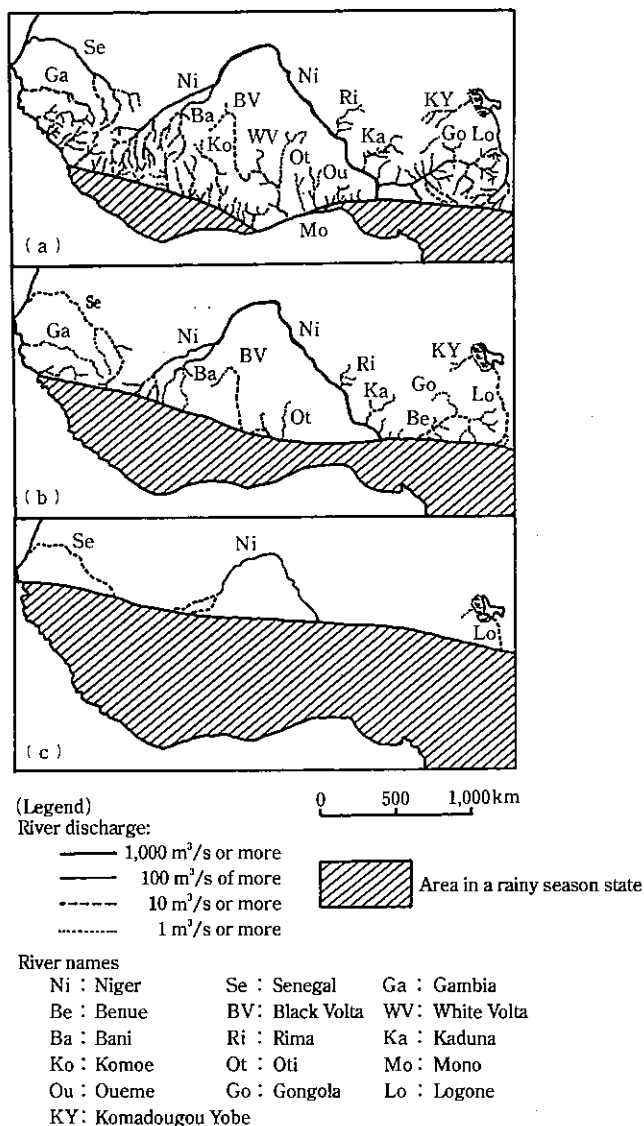 Se
Ga
Ni
Ni
Ba
BV
Ri
KY
Ko
WV
Ka
Go Lo
Ot
Ou
Mo
(a)
Se
Ga
Ni
Ni
BV
Ba
Ri
KY
Ka
Go
Lo
Ot
Be
(b)
Se
Ni
Lo
(c)
(Legend)
0 500 1,000km
River discharge:
1,000 m³/s or more
100 m³/s of more
10 m³/s or more
1 m³/s or more
Area in a rainy season state
River names
Ni : Niger Se : Senegal Ga : Gambia
Be : Benue BV : Black Volta WV : White Volta
Ba : Bani Ri : Rima Ka : Kaduna
Ko : Komoe Ot : Oti Mo : Mono
Ou : Oueme Go : Gongola Lo : Logone
KY : Komadougou Yobe